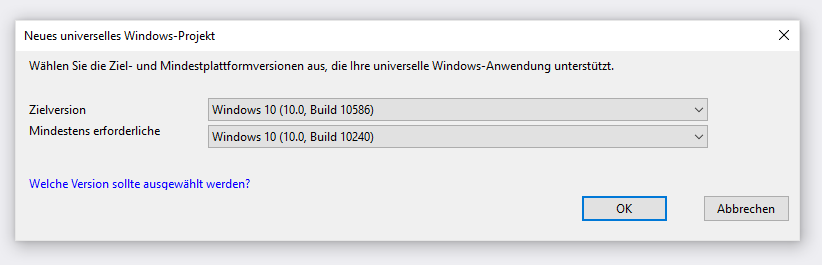 Neues universelles Windows-Projekt
Wählen Sie die Ziel- und Mindestplattformversionen aus, die Ihre universelle Windows-Anwendung unterstützt.
Zielversion
Windows 10 (10.0, Build 10586)
Mindestens erforderliche
Windows 10 (10.0, Build 10240)
Welche Version sollte ausgewählt werden?
OK
Abbrechen